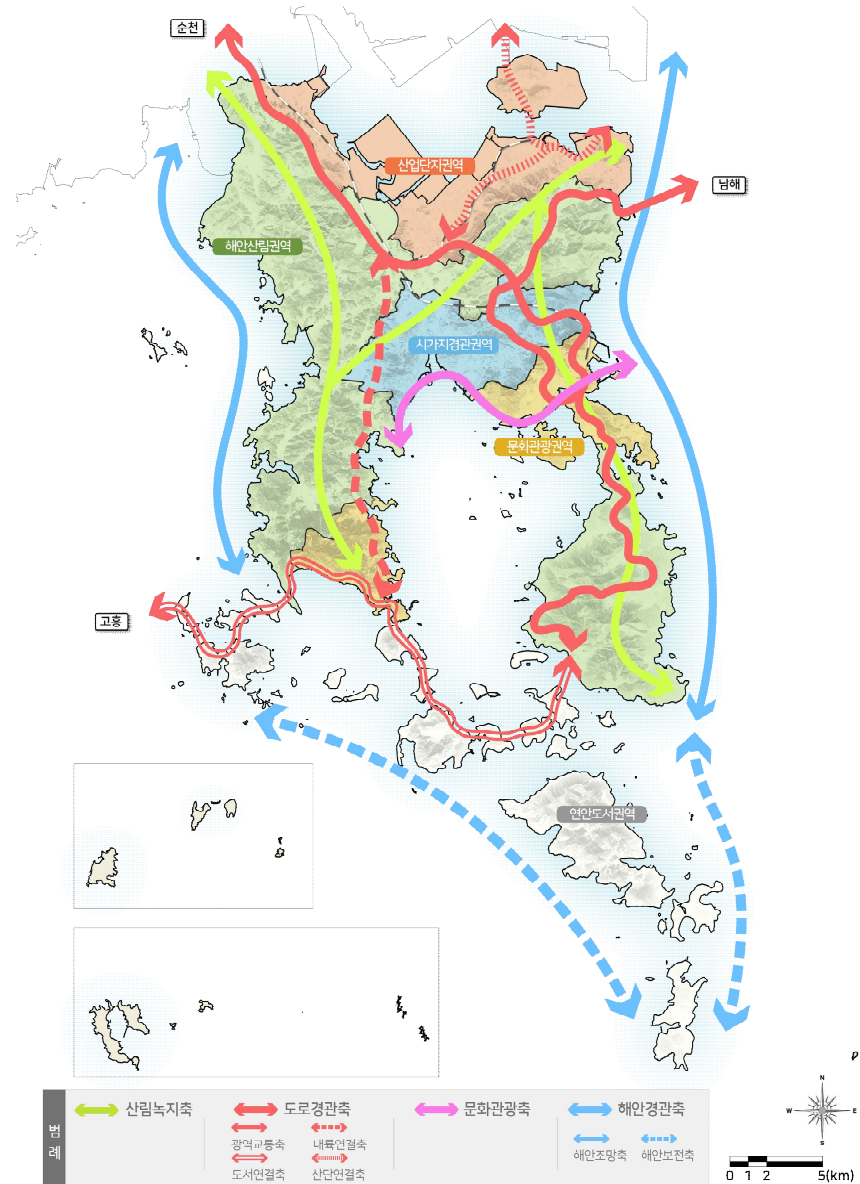 순천
산업단지권역
남해
해안산림권역
시가지경관권역
문화관광권역
고흥
연안도서권역
범례
산림녹지축
도로경관축
문화관광축
해안경관축
광역교통축
내륙연결축
해안조망축
해안보전축
도서연결축
산단연결축
N
W
E
S
0 1 2 5(km)